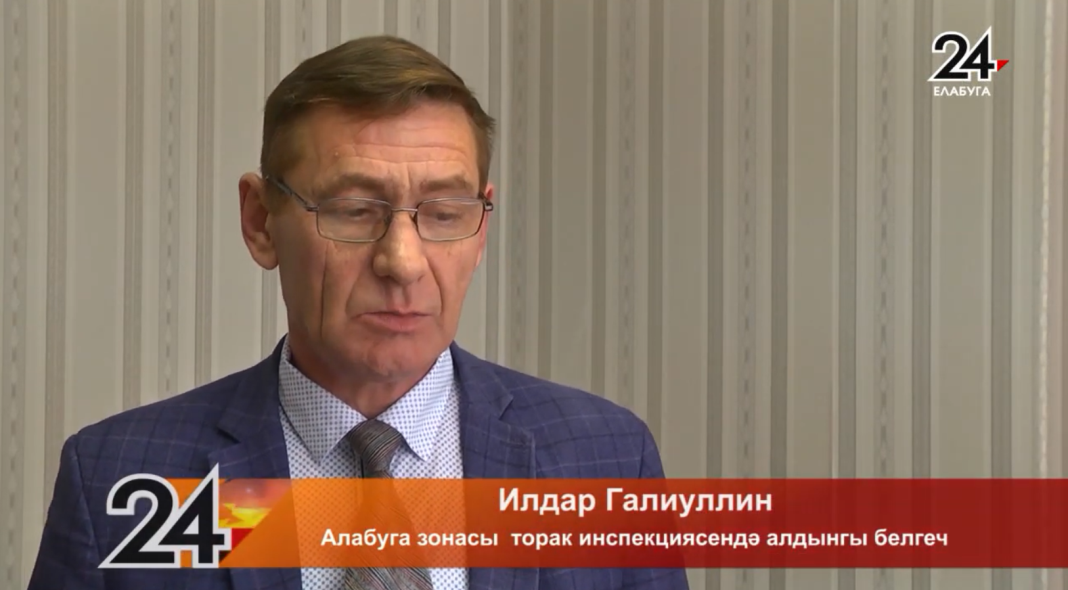 24
ЕЛАБУГА
24
Илдар Галиуллин
Алабуга зонасы торак инспекциясендә алдынгы белгеч